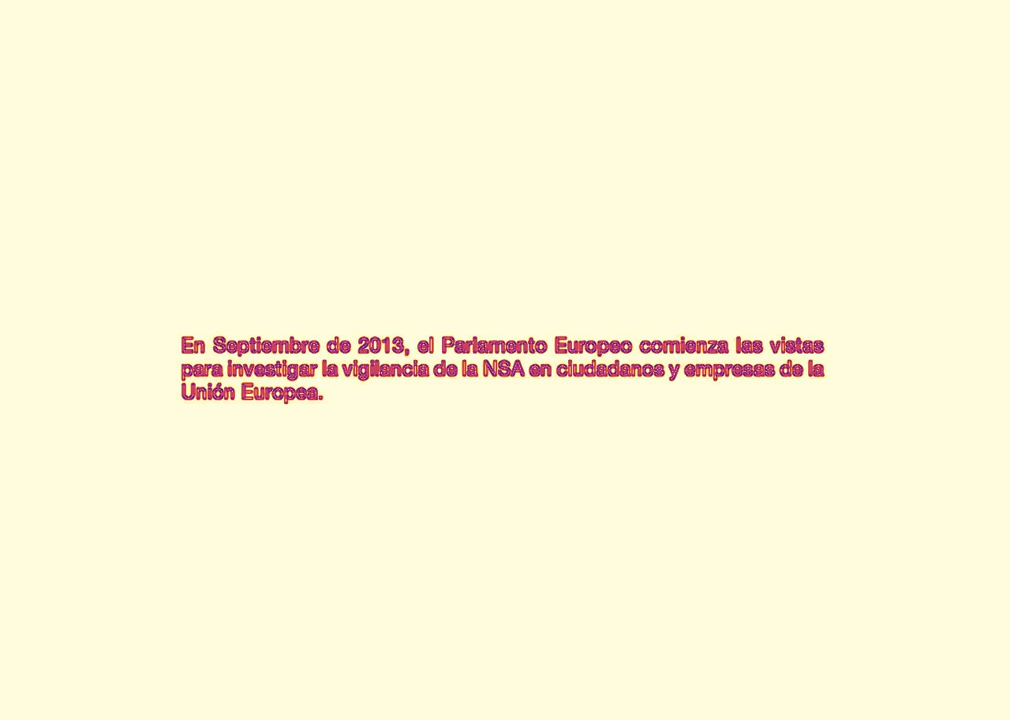 En Septiembre de 2013, el Parlamento Europeo comienza las vistas
para investigar la vigilancia de la NSA en ciudadanos y empresas de la
Unión Europea.